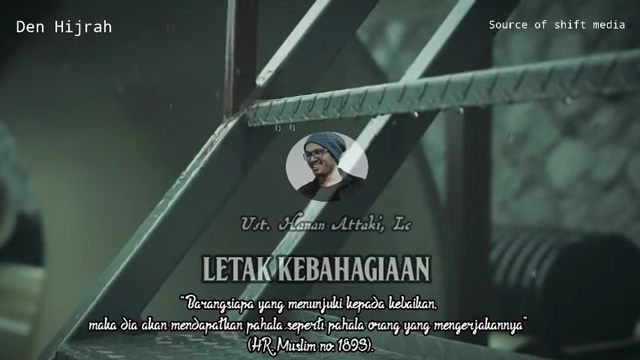 Den Hijrah
Source of shift media
Ust. Hanan Attaki, Lc
LETAK KEBAHAGIAAN
"Barangsiapa yang menunjuki kepada kebaikan,
maka dia akan mendapatkan pahala seperti pahala orang yang mengerjakannya"
(HR. Muslim no. 1893).